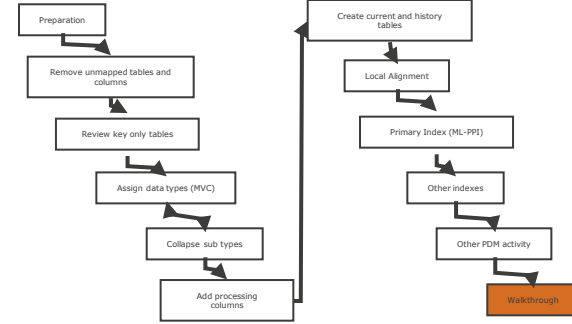 Preparation
Remove unmapped tables and
columns
Review key only tables
Assign data types (MVC)
Collapse sub types
Add processing
columns
Create current and history
tables
Local Alignment
Primary Index (ML-PPI)
Other indexes
Other PDM activity
Walkthrough